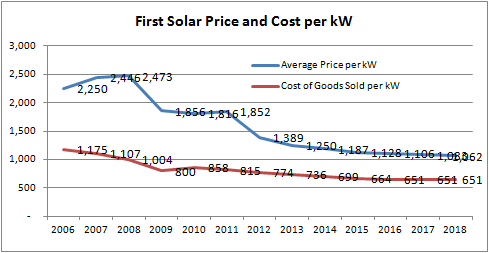 First Solar Price and Cost per kW
3,000
2,500
2,000
1,500
1,000
500
-
Average Price per kW
Cost of Goods Sold per kW
2,250 2,446 2,473 1,856 1,816 1,852 1,389 1,250 1,187 1,128 1,106 1,083 1,062
1,175 1,107 1,004 800 858 815 774 736 699 664 651 651 651
2006 2007 2008 2009 2010 2011 2012 2013 2014 2015 2016 2017 2018